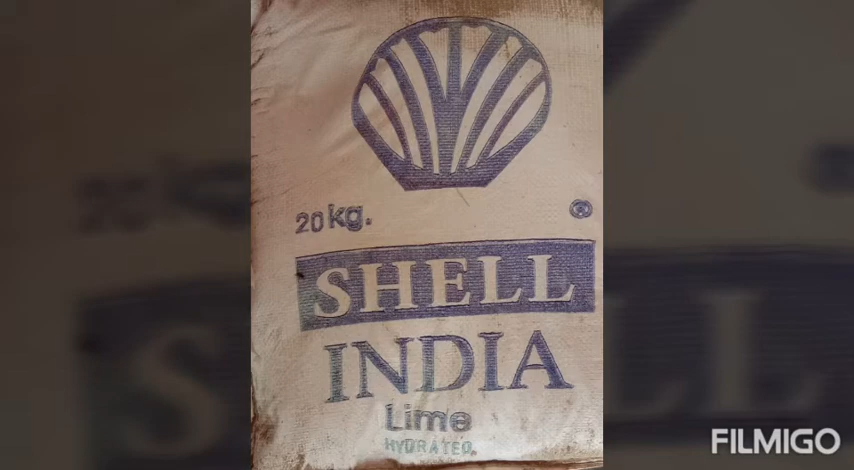 20 kg. ®
SHELL
INDIA
Lime
HYDRATED.
FILMIGO